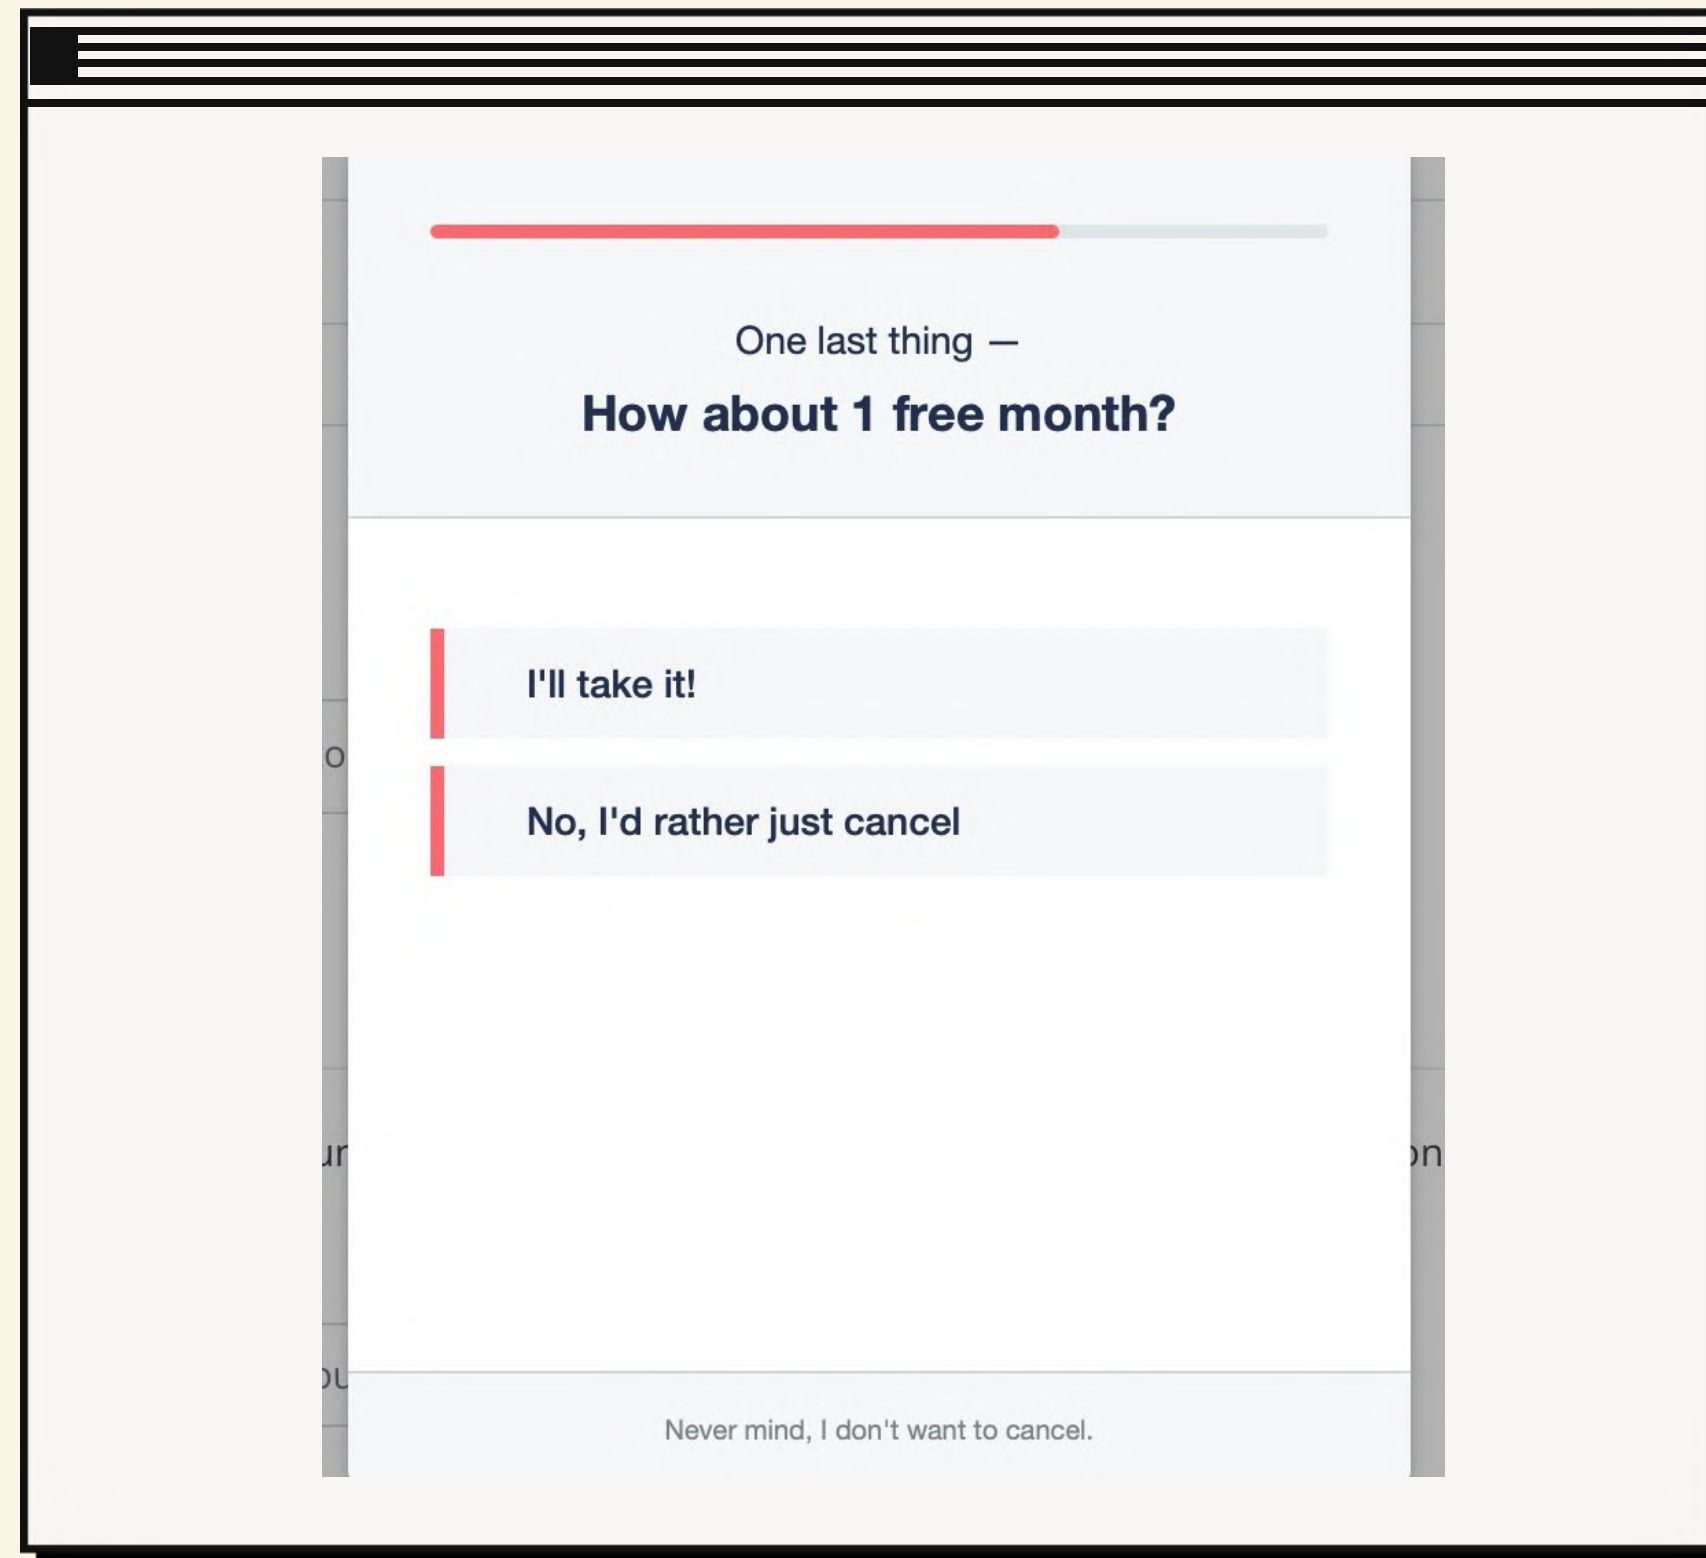 One last thing —
How about 1 free month?
I'll take it!
No, I'd rather just cancel
Never mind, I don't want to cancel.